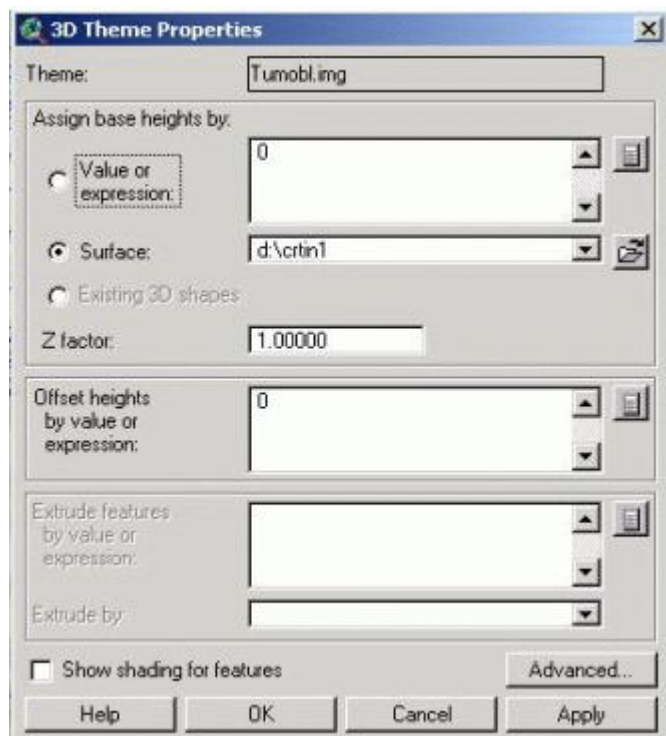 3D Theme Properties
Theme:
Tumobl.img
Assign base heights by:
Value or
expression:
0
Surface:
d:\crtin1
Existing 3D shapes
Z factor:
1.00000
Offset heights
by value or
expression:
0
Extrude features
by value or
expression:
Extrude by:
Show shading for features
Advanced...
Help
OK
Cancel
Apply